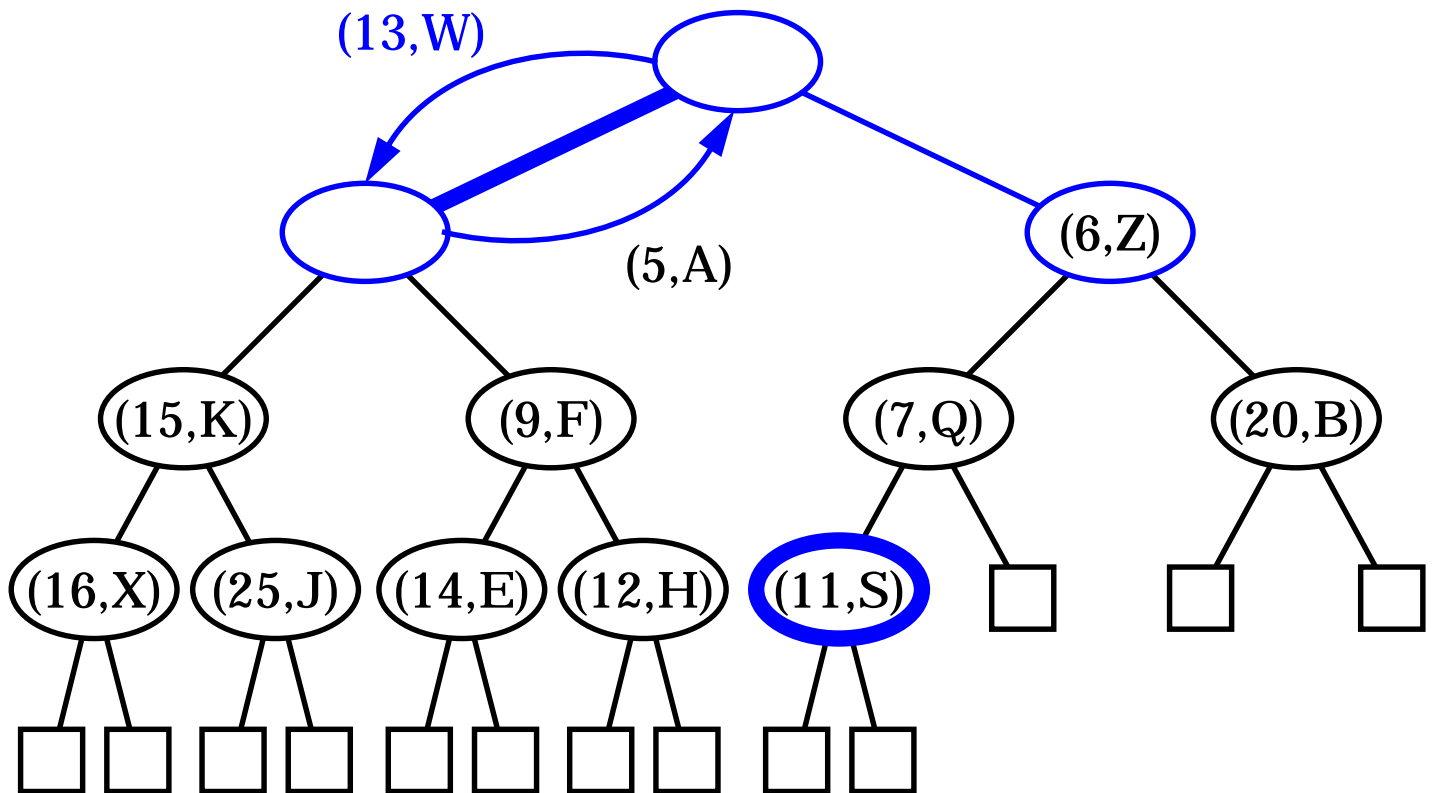 (13,W)
(5,A)
(6,Z)
(15,K)
(9,F)
(7,Q)
(20,B)
(16,X)
(25,J)
(14,E)
(12,H)
(11,S)